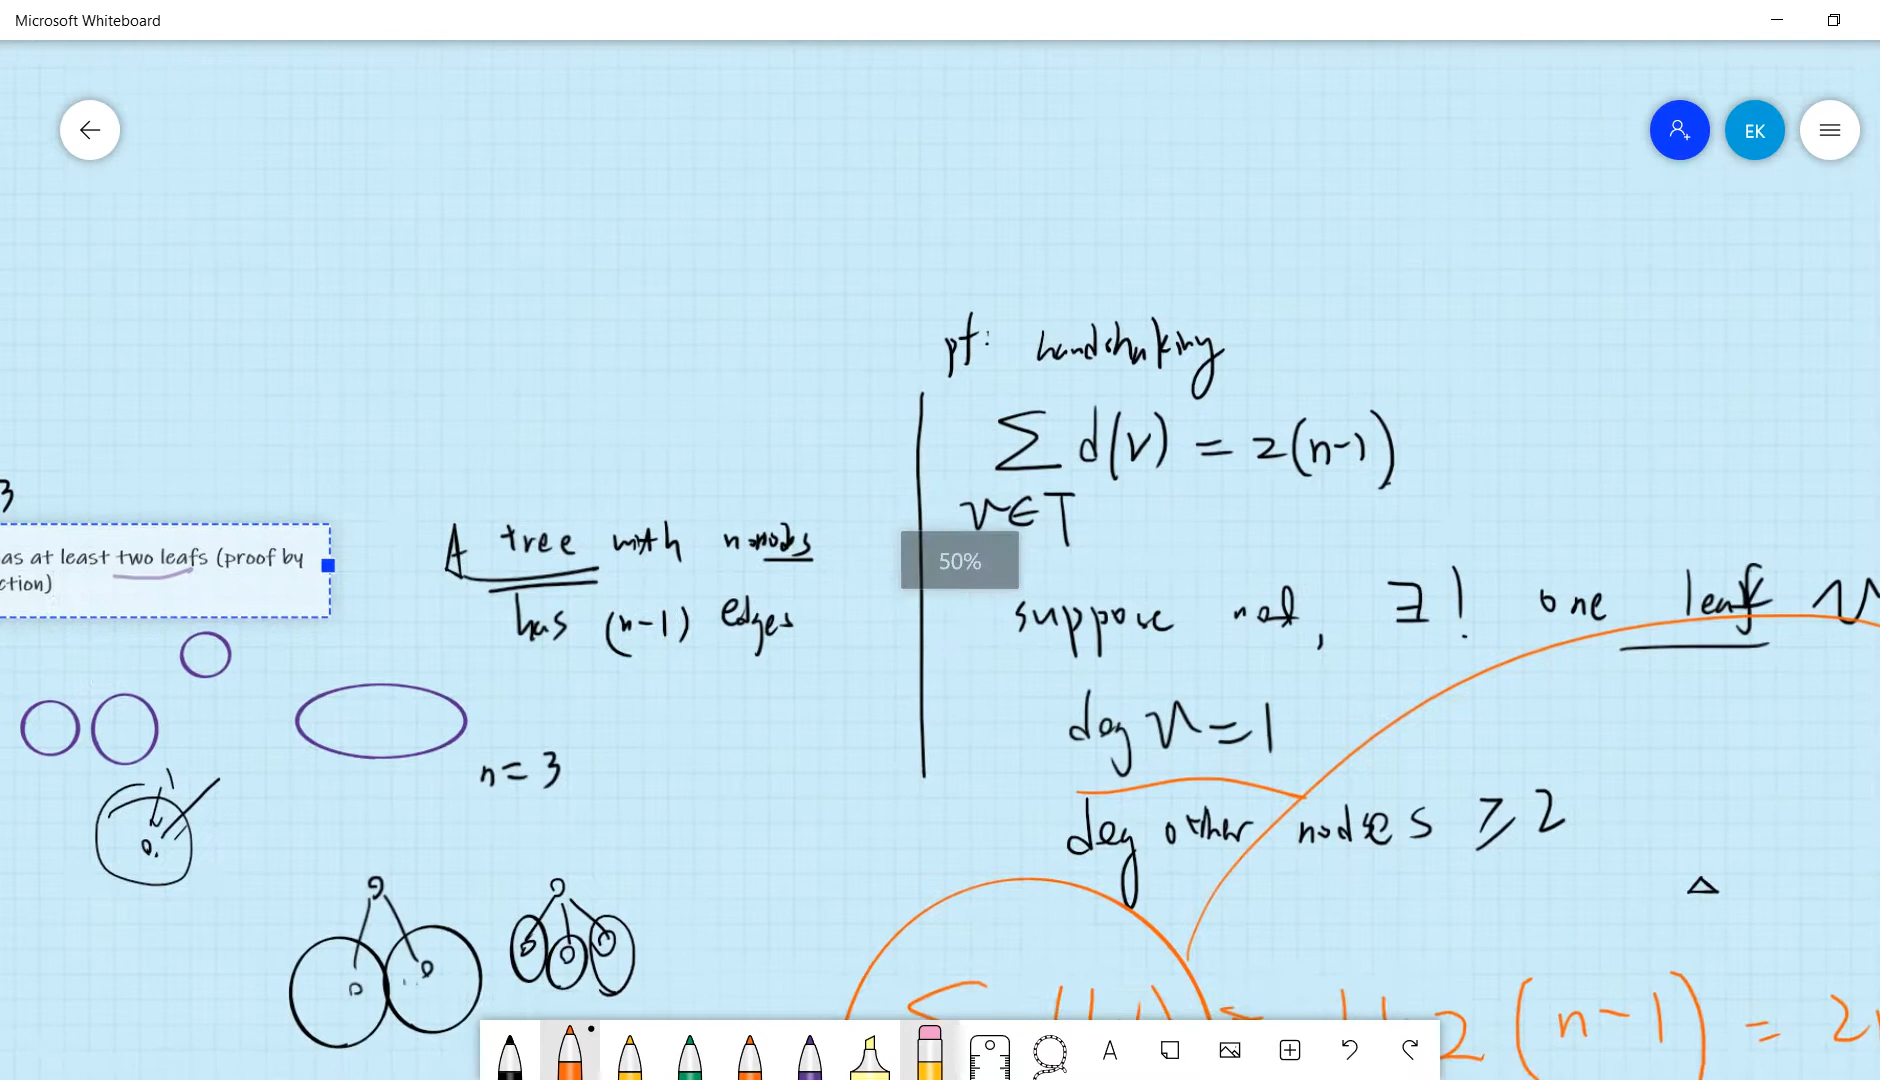 Microsoft Whiteboard
EK
pf: handshaking
∑ d(v) = 2(n-1)
v∈T
3
as at least two leafs (proof by
ction)
A tree with n nodes
has (n-1) edges
50%
suppose not, ∃! one leaf
deg v = 1
n = 3
deg other nodes ≥ 2
2(n-1) = 2
A